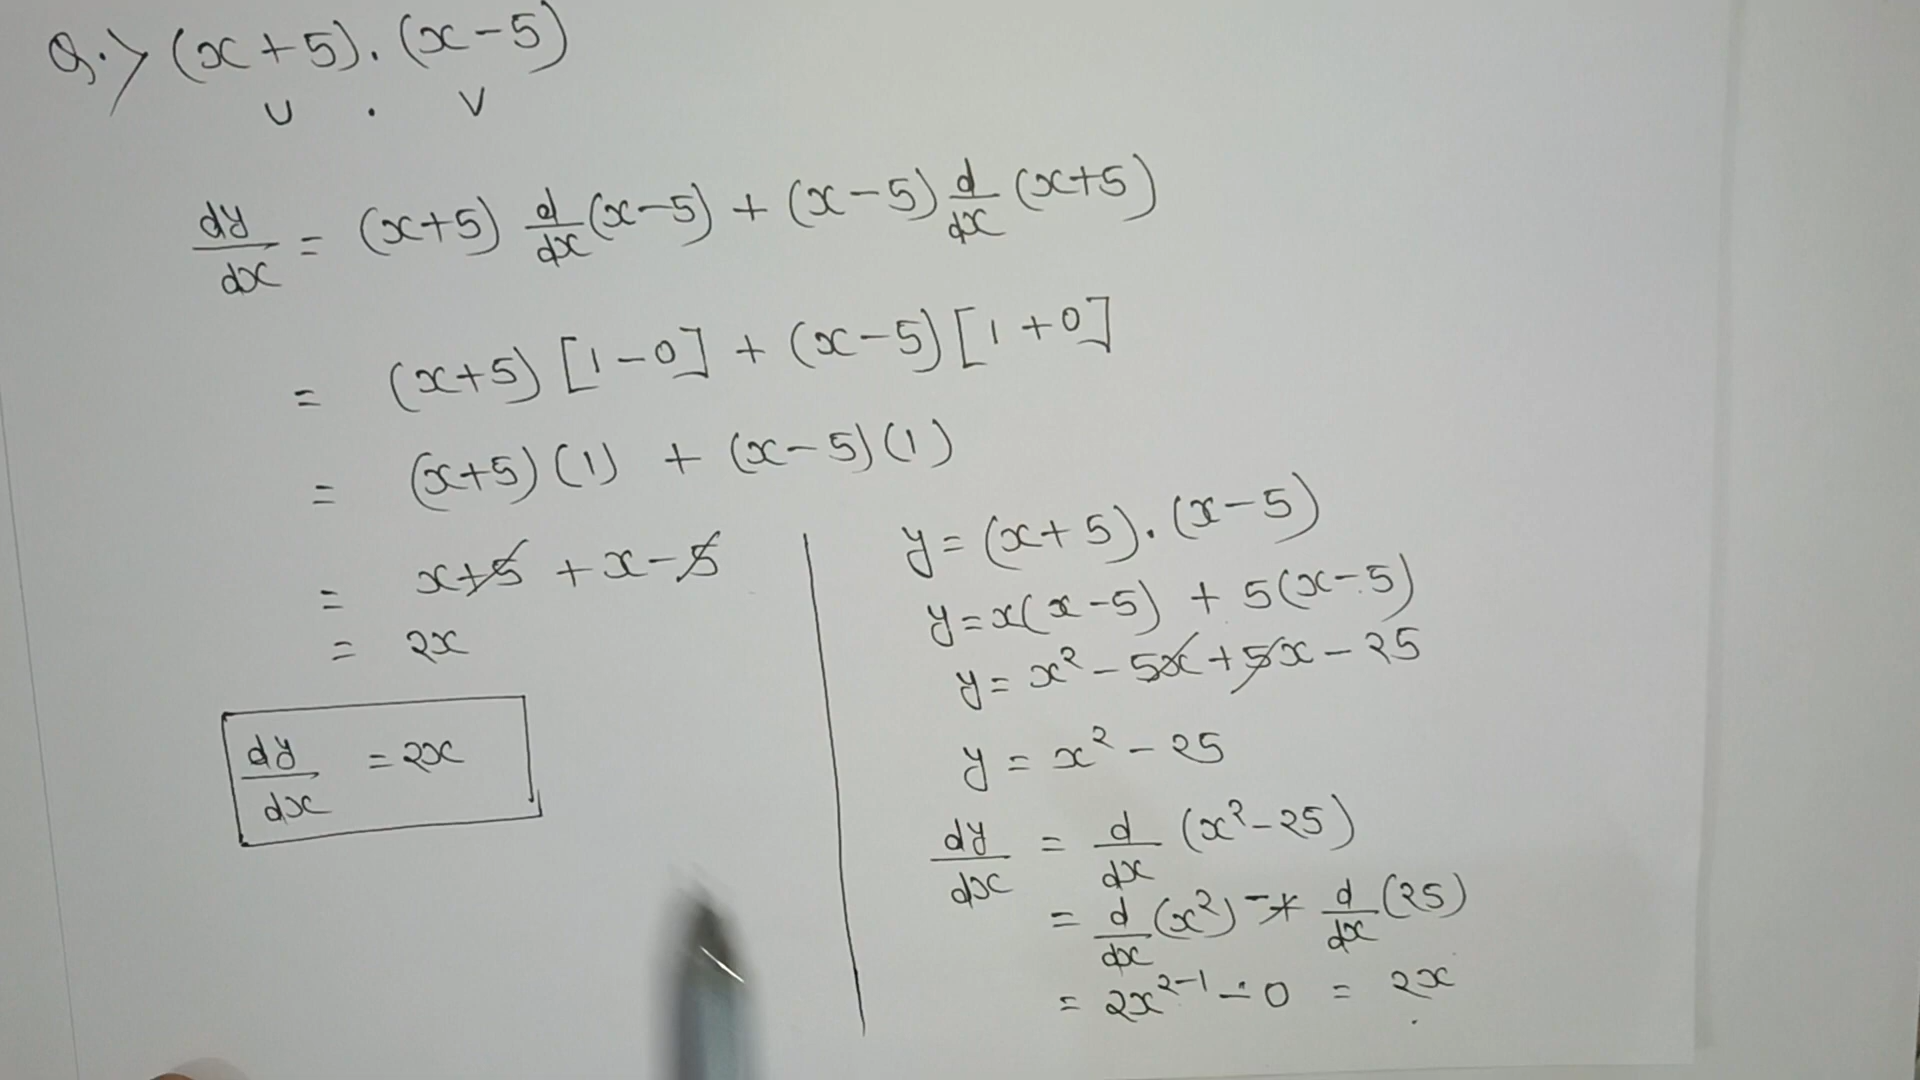 Q.> (x+5).(x-5)
U . V
dy/dx = (x+5) d/dx (x-5) + (x-5) d/dx (x+5)
= (x+5) [1-0] + (x-5) [1+0]
= (x+5)(1) + (x-5)(1)
= x+5 + x-5
= 2x
dy/dx = 2x
y = (x+5).(x-5)
y = x(x-5) + 5(x-5)
y = x² - 5x + 5x - 25
y = x² - 25
dy/dx = d/dx (x²-25)
= d/dx (x²) - d/dx (25)
= 2x²⁻¹ - 0 = 2x